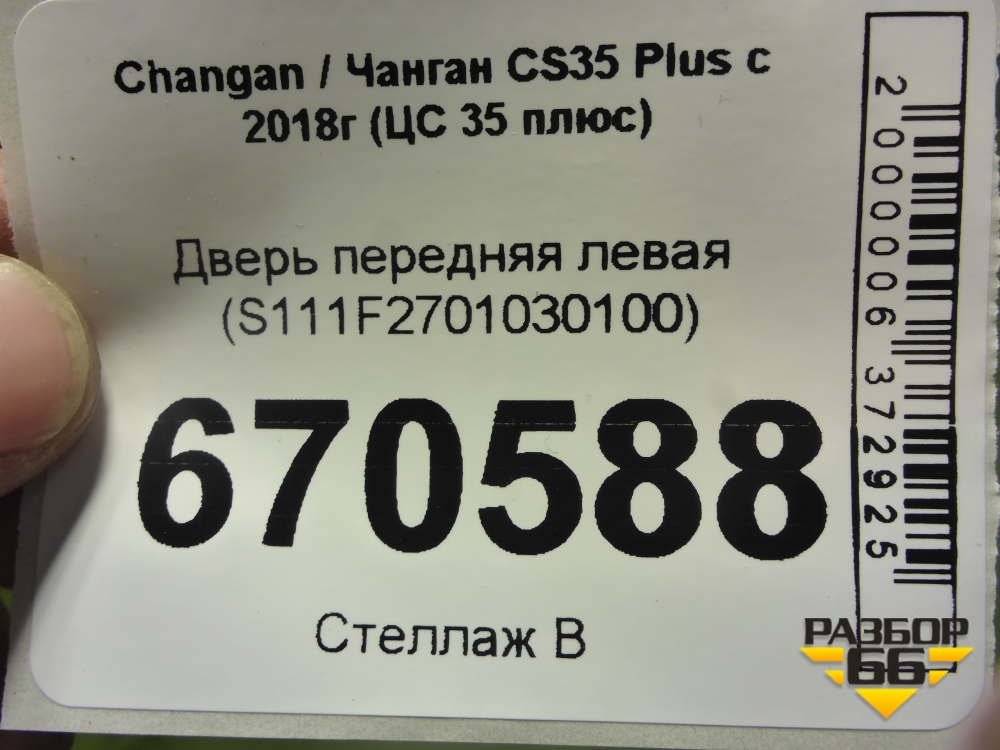 Changan / Чанган CS35 Plus с
2018г (ЦС 35 плюс)
Дверь передняя левая
(S111F2701030100)
670588
Стеллаж В
2000006372925
РАЗБОР
66